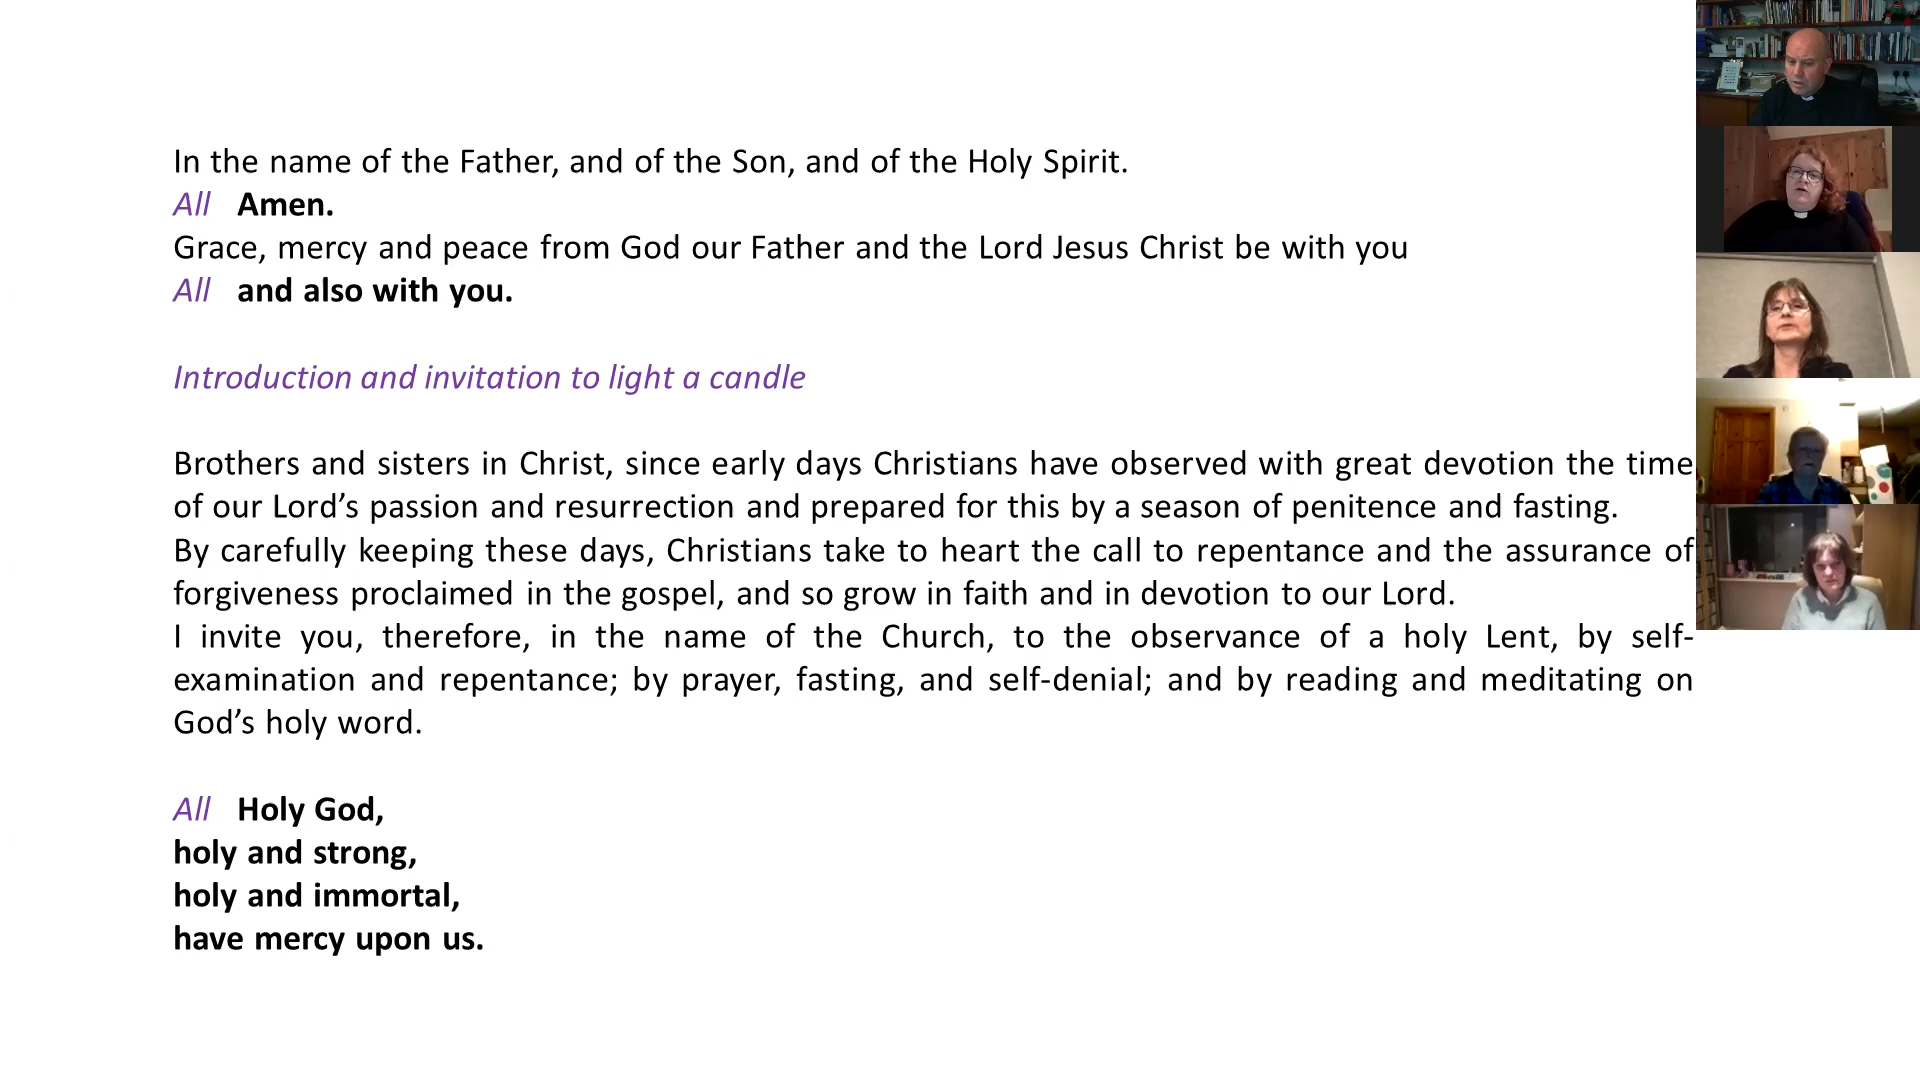 In the name of the Father, and of the Son, and of the Holy Spirit.
All Amen.
Grace, mercy and peace from God our Father and the Lord Jesus Christ be with you
All and also with you.
Introduction and invitation to light a candle
Brothers and sisters in Christ, since early days Christians have observed with great devotion the time
of our Lord’s passion and resurrection and prepared for this by a season of penitence and fasting.
By carefully keeping these days, Christians take to heart the call to repentance and the assurance of
forgiveness proclaimed in the gospel, and so grow in faith and in devotion to our Lord.
I invite you, therefore, in the name of the Church, to the observance of a holy Lent, by self-
examination and repentance; by prayer, fasting, and self-denial; and by reading and meditating on
God’s holy word.
All Holy God,
holy and strong,
holy and immortal,
have mercy upon us.